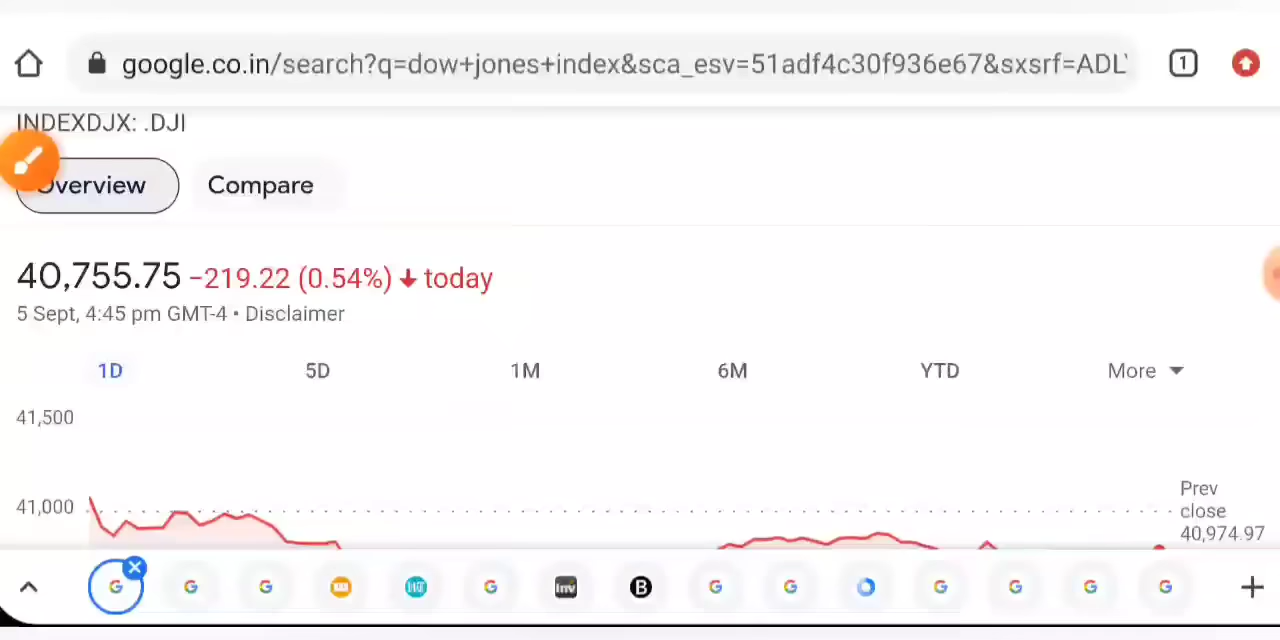 google.co.in/search?q=dow+jones+index&sca_esv=51adf4c30f936e67&sxsrf=ADL
1
INDEXDJX: .DJI
Overview
Compare
40,755.75 −219.22 (0.54%) ↓ today
5 Sept, 4:45 pm GMT-4 • Disclaimer
1D 5D 1M 6M YTD More
41,500
41,000
Prev
close
40,974.97
G G G G Inv B G G G G G G